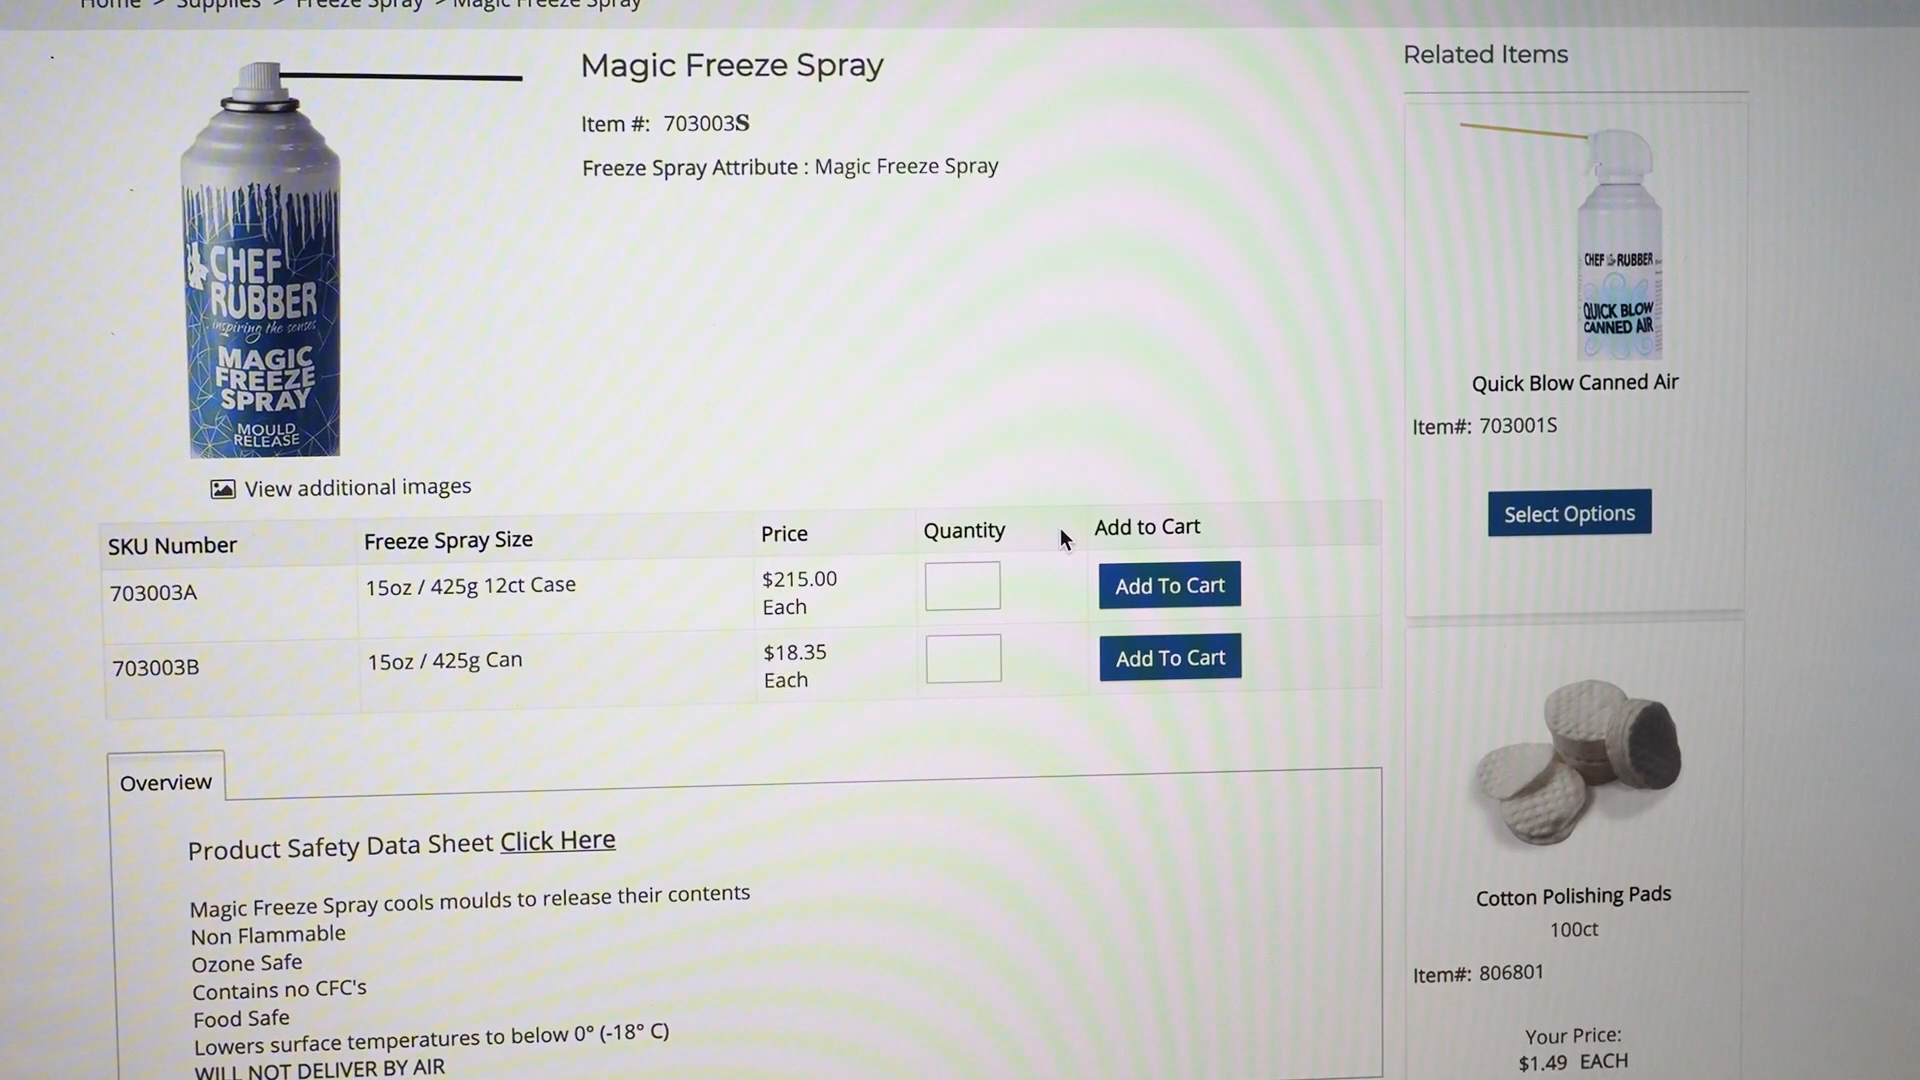 Home > Supplies > Freeze Spray > Magic Freeze Spray
Magic Freeze Spray
Item #: 703003S
Freeze Spray Attribute : Magic Freeze Spray
CHEF
RUBBER
inspiring the senses
MAGIC
FREEZE
SPRAY
MOULD
RELEASE
View additional images
SKU Number Freeze Spray Size Price Quantity Add to Cart
703003A 15oz / 425g 12ct Case $215.00 Each Add To Cart
703003B 15oz / 425g Can $18.35 Each Add To Cart
Overview
Product Safety Data Sheet Click Here
Magic Freeze Spray cools moulds to release their contents
Non Flammable
Ozone Safe
Contains no CFC's
Food Safe
Lowers surface temperatures to below 0° (-18° C)
WILL NOT DELIVER BY AIR
Related Items
CHEF RUBBER
QUICK BLOW
CANNED AIR
Quick Blow Canned Air
Item#: 703001S
Select Options
Cotton Polishing Pads
100ct
Item#: 806801
Your Price:
$1.49 EACH